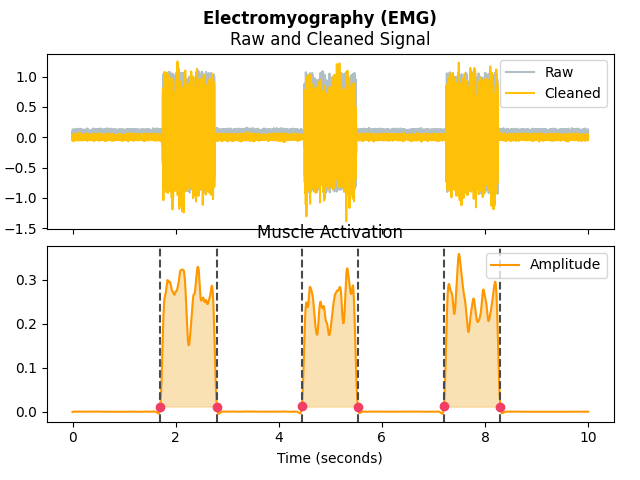 Electromyography (EMG)
Raw and Cleaned Signal
Raw
Cleaned
1.0
0.5
0.0
−0.5
−1.0
−1.5
Muscle Activation
Amplitude
0.3
0.2
0.1
0.0
0 2 4 6 8 10
Time (seconds)